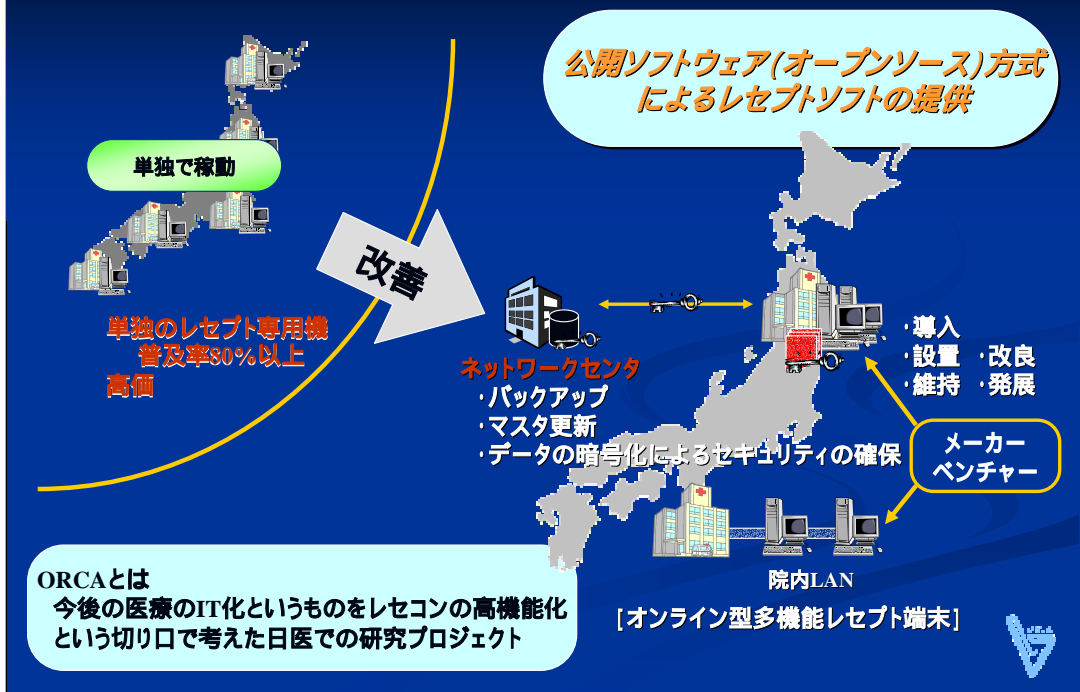 公開ソフトウェア(オープンソース)方式
によるレセプトソフトの提供
単独で稼動
改善
単独のレセプト専用機
普及率80%以上
高価
ネットワークセンタ
・バックアップ
・マスタ更新
・データの暗号化によるセキュリティの確保
・導入
・設置 ・改良
・維持 ・発展
メーカー
ベンチャー
院内LAN
[オンライン型多機能レセプト端末]
ORCAとは
今後の医療のIT化というものをレセコンの高機能化
という切り口で考えた日医での研究プロジェクト